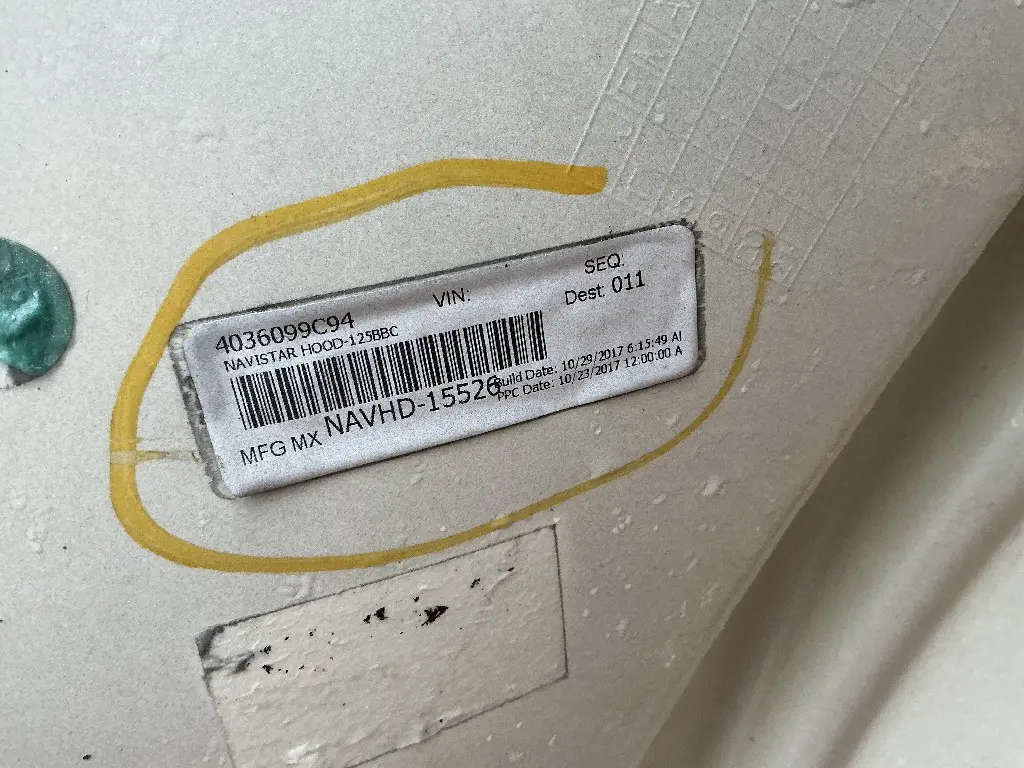 4036099C94
VIN:
SEQ:
NAVISTAR HOOD-125BBC
Dest: 011
MFG MX NAVHD-15526
Build Date: 10/29/2017 6:15:49 AI
PPC Date: 10/23/2017 12:00:00 A